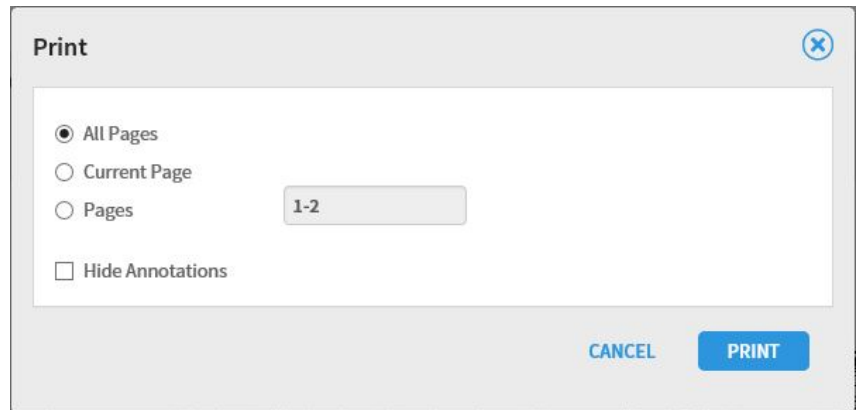 Print
All Pages
Current Page
Pages 1-2
Hide Annotations
CANCEL PRINT